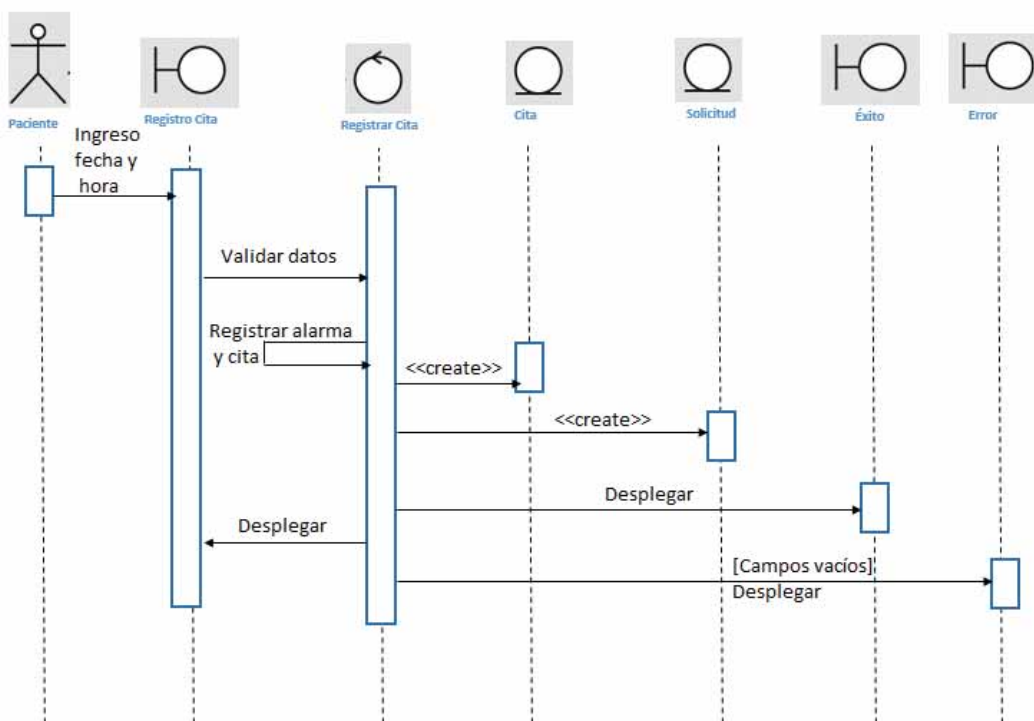 Paciente
Registro Cita
Registrar Cita
Cita
Solicitud
Éxito
Error
Ingreso
fecha y
hora
Validar datos
Registrar alarma
y cita
<<create>>
<<create>>
Desplegar
Desplegar
[Campos vacíos]
Desplegar